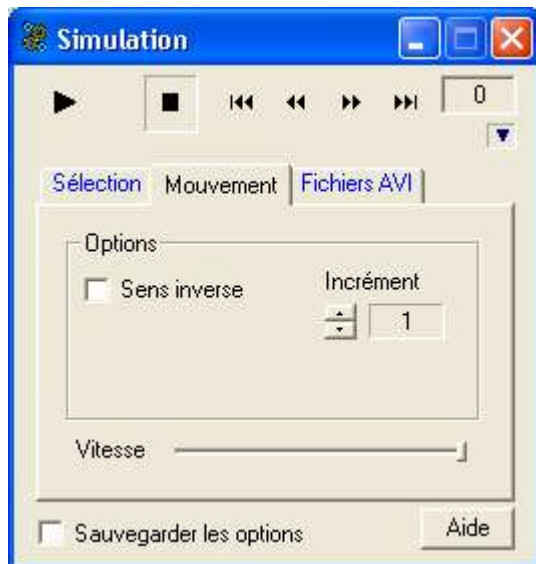 Simulation
0
Sélection Mouvement Fichiers AVI
Options
Sens inverse Incrément
1
Vitesse
Sauvegarder les options Aide